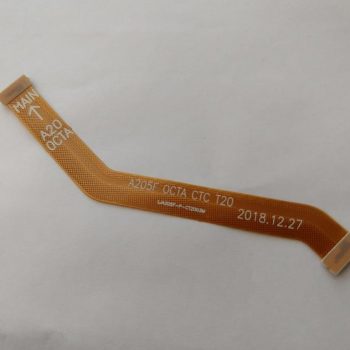 MAIN
↑
A20
OCTA
A205F OCTA CTC T20
2018.12.27